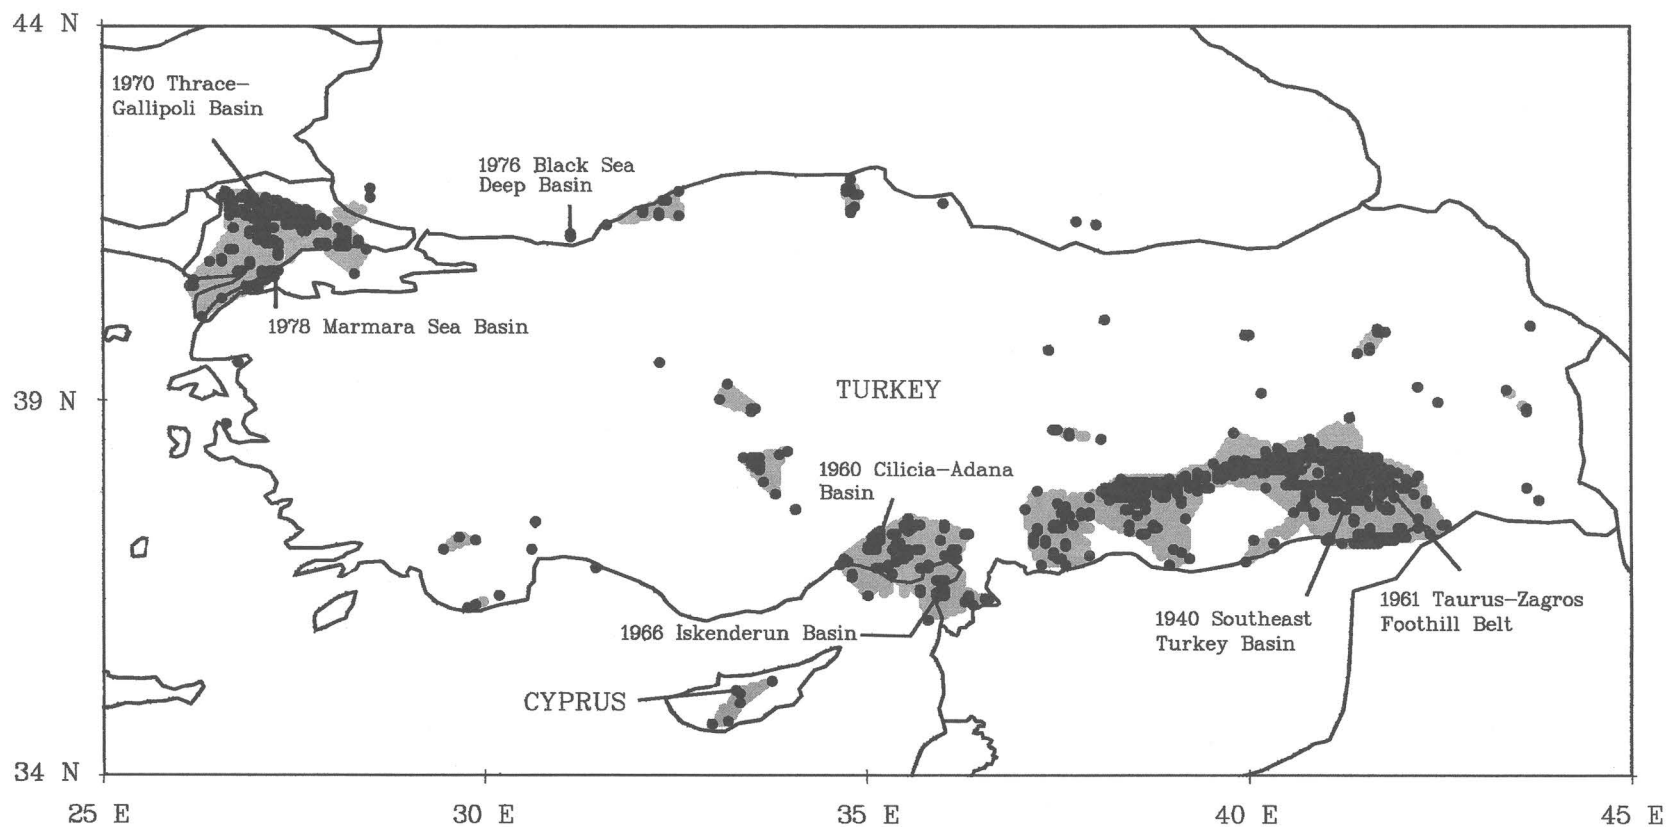 44 N
1970 Thrace-
Gallipoli Basin
1976 Black Sea
Deep Basin
1978 Marmara Sea Basin
39 N
TURKEY
1960 Cilicia-Adana
Basin
1966 Iskenderun Basin
1940 Southeast
Turkey Basin
1961 Taurus-Zagros
Foothill Belt
CYPRUS
34 N
25 E
30 E
35 E
40 E
45 E